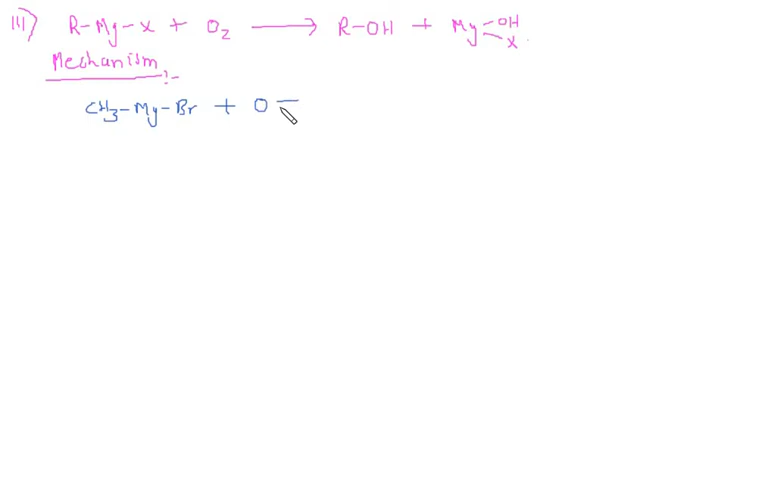 III) R-Mg-X + O2 ⟶ R-OH + Mg OH X
Mechanism :-
CH3-Mg-Br + O =